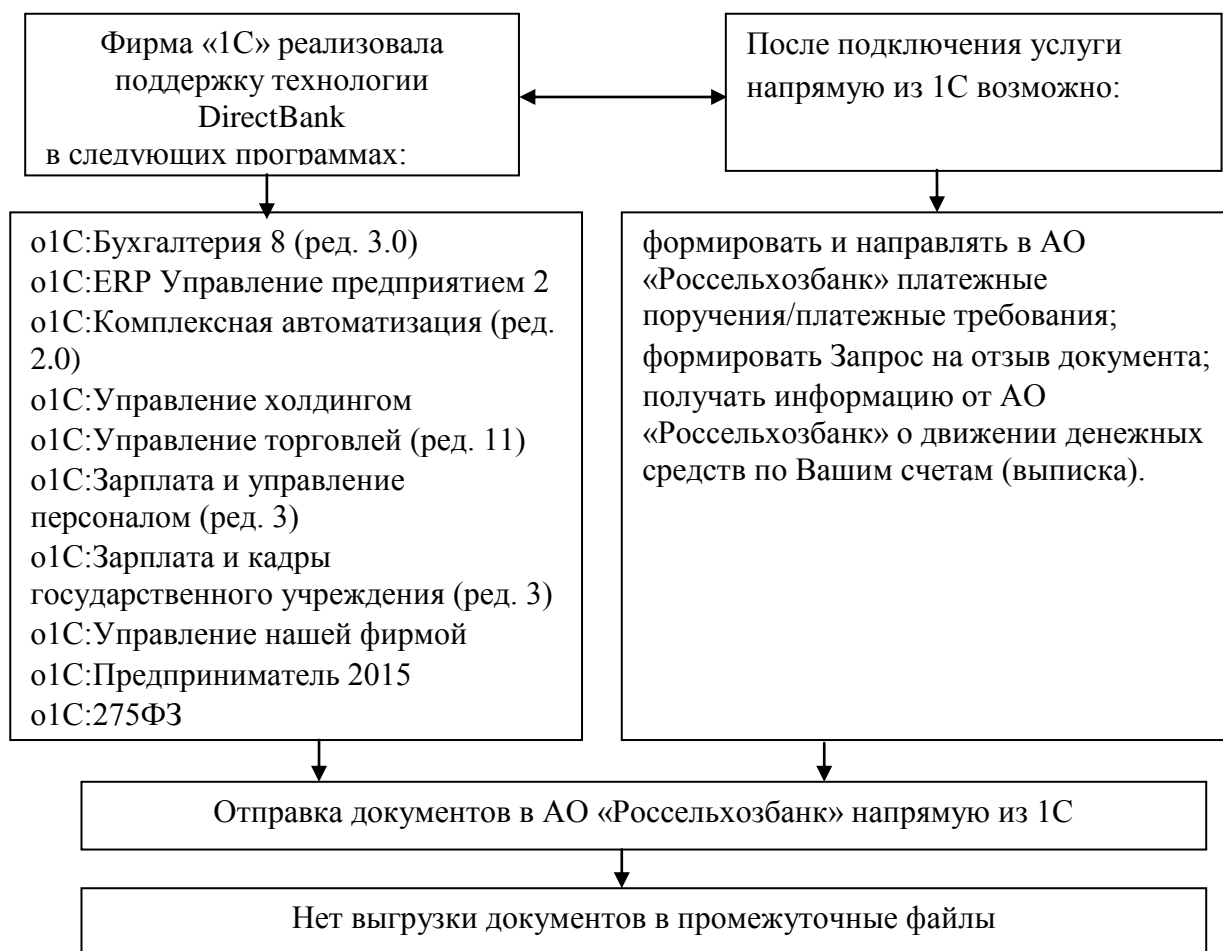 Фирма «1С» реализовала
поддержку технологии
DirectBank
в следующих программах:
После подключения услуги
напрямую из 1С возможно:
о1С:Бухгалтерия 8 (ред. 3.0)
о1С:ERP Управление предприятием 2
о1С:Комплексная автоматизация (ред.
2.0)
о1С:Управление холдингом
о1С:Управление торговлей (ред. 11)
о1С:Зарплата и управление
персоналом (ред. 3)
о1С:Зарплата и кадры
государственного учреждения (ред. 3)
о1С:Управление нашей фирмой
о1С:Предприниматель 2015
о1С:275ФЗ
формировать и направлять в АО
«Россельхозбанк» платежные
поручения/платежные требования;
формировать Запрос на отзыв документа;
получать информацию от АО
«Россельхозбанк» о движении денежных
средств по Вашим счетам (выписка).
Отправка документов в АО «Россельхозбанк» напрямую из 1С
Нет выгрузки документов в промежуточные файлы